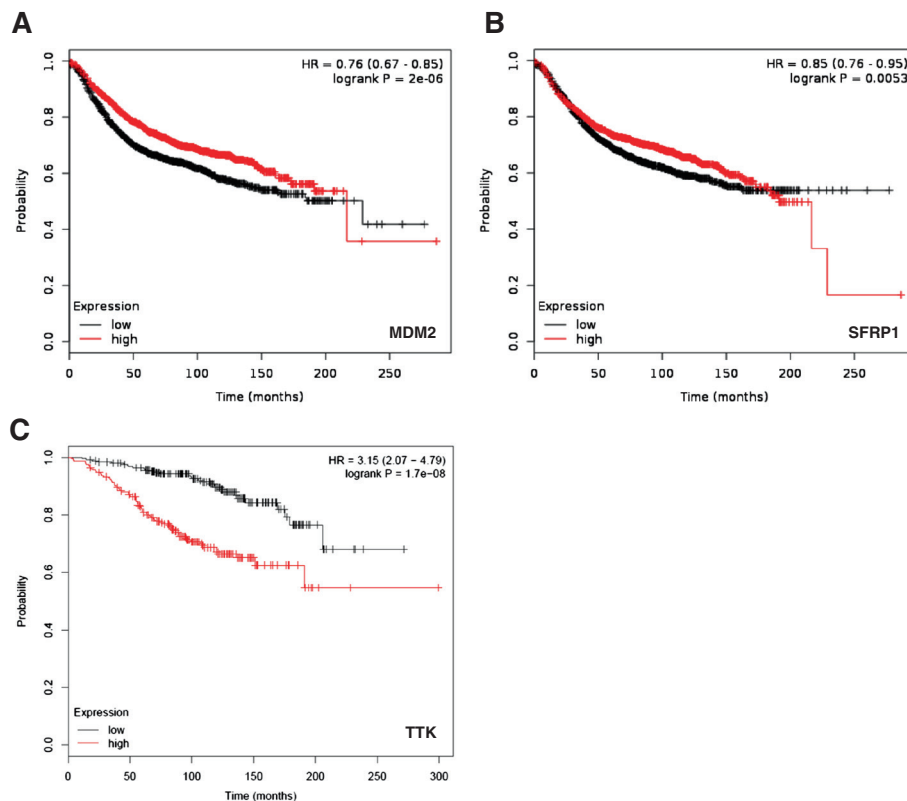 A
HR = 0.76 (0.67 - 0.85)
logrank P = 2e-06
Probability
1.0
0.8
0.6
0.4
0.2
0.0
Expression
low
high
MDM2
0 50 100 150 200 250
Time (months)
B
HR = 0.85 (0.76 - 0.95)
logrank P = 0.0053
Probability
1.0
0.8
0.6
0.4
0.2
0.0
Expression
low
high
SFRP1
0 50 100 150 200 250
Time (months)
C
HR = 3.15 (2.07 − 4.79)
logrank P = 1.7e−08
Probability
1.0
0.8
0.6
0.4
0.2
0.0
Expression
low
high
TTK
0 50 100 150 200 250 300
Time (months)